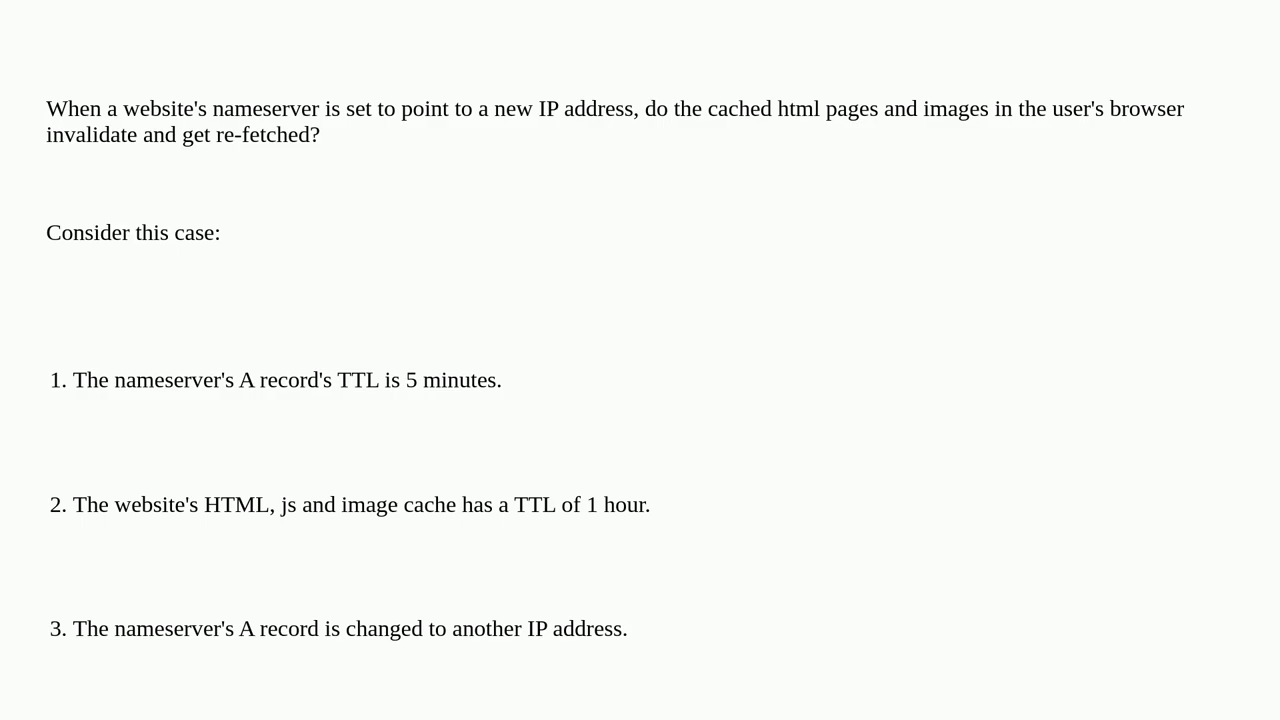 When a website's nameserver is set to point to a new IP address, do the cached html pages and images in the user's browser
invalidate and get re-fetched?
Consider this case:
1. The nameserver's A record's TTL is 5 minutes.
2. The website's HTML, js and image cache has a TTL of 1 hour.
3. The nameserver's A record is changed to another IP address.